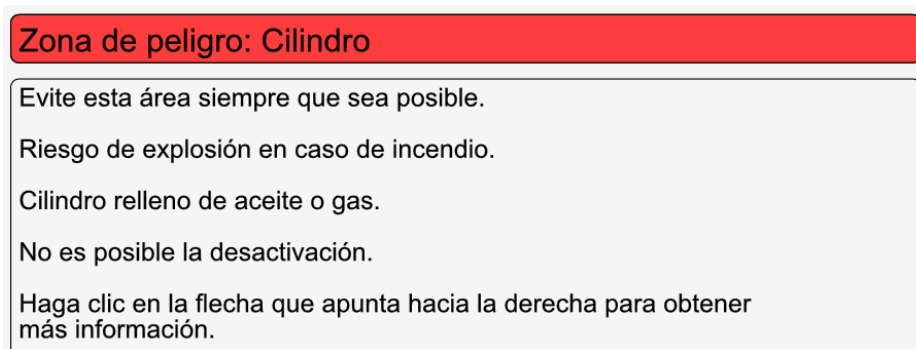 Zona de peligro: Cilindro
Evite esta área siempre que sea posible.
Riesgo de explosión en caso de incendio.
Cilindro relleno de aceite o gas.
No es posible la desactivación.
Haga clic en la flecha que apunta hacia la derecha para obtener
más información.